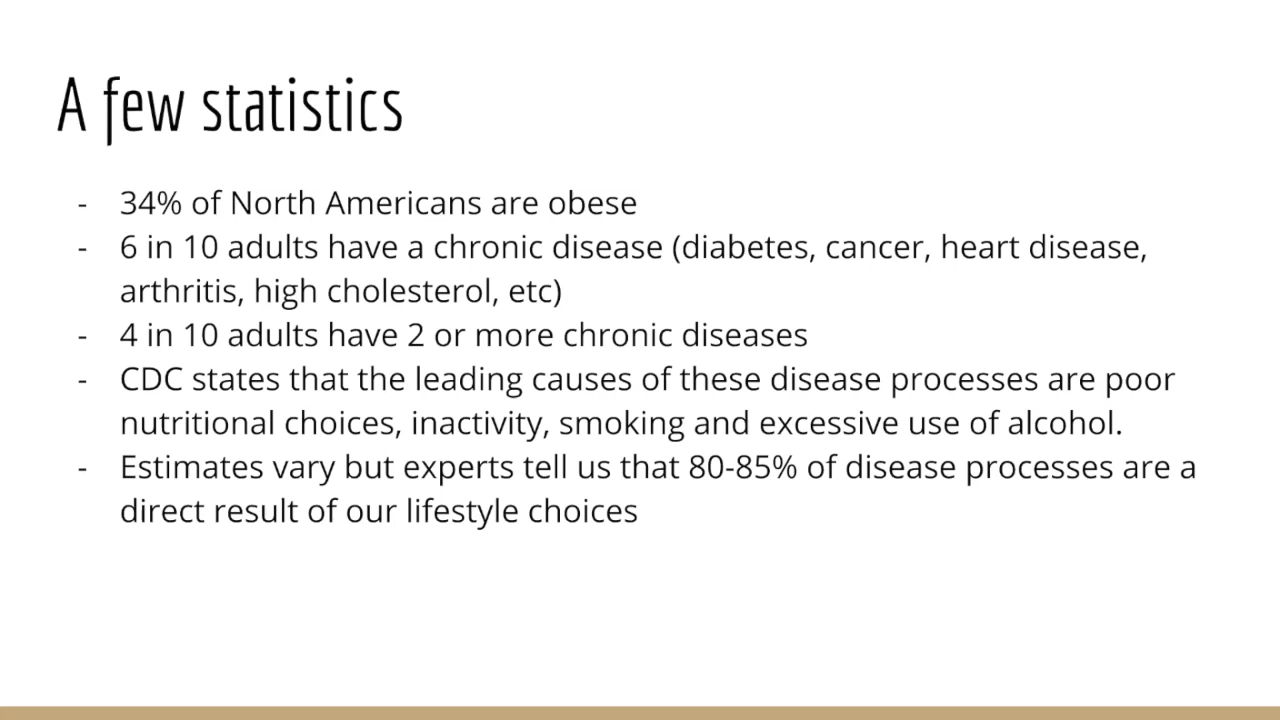 A few statistics
- 34% of North Americans are obese
- 6 in 10 adults have a chronic disease (diabetes, cancer, heart disease,
arthritis, high cholesterol, etc)
- 4 in 10 adults have 2 or more chronic diseases
- CDC states that the leading causes of these disease processes are poor
nutritional choices, inactivity, smoking and excessive use of alcohol.
- Estimates vary but experts tell us that 80-85% of disease processes are a
direct result of our lifestyle choices